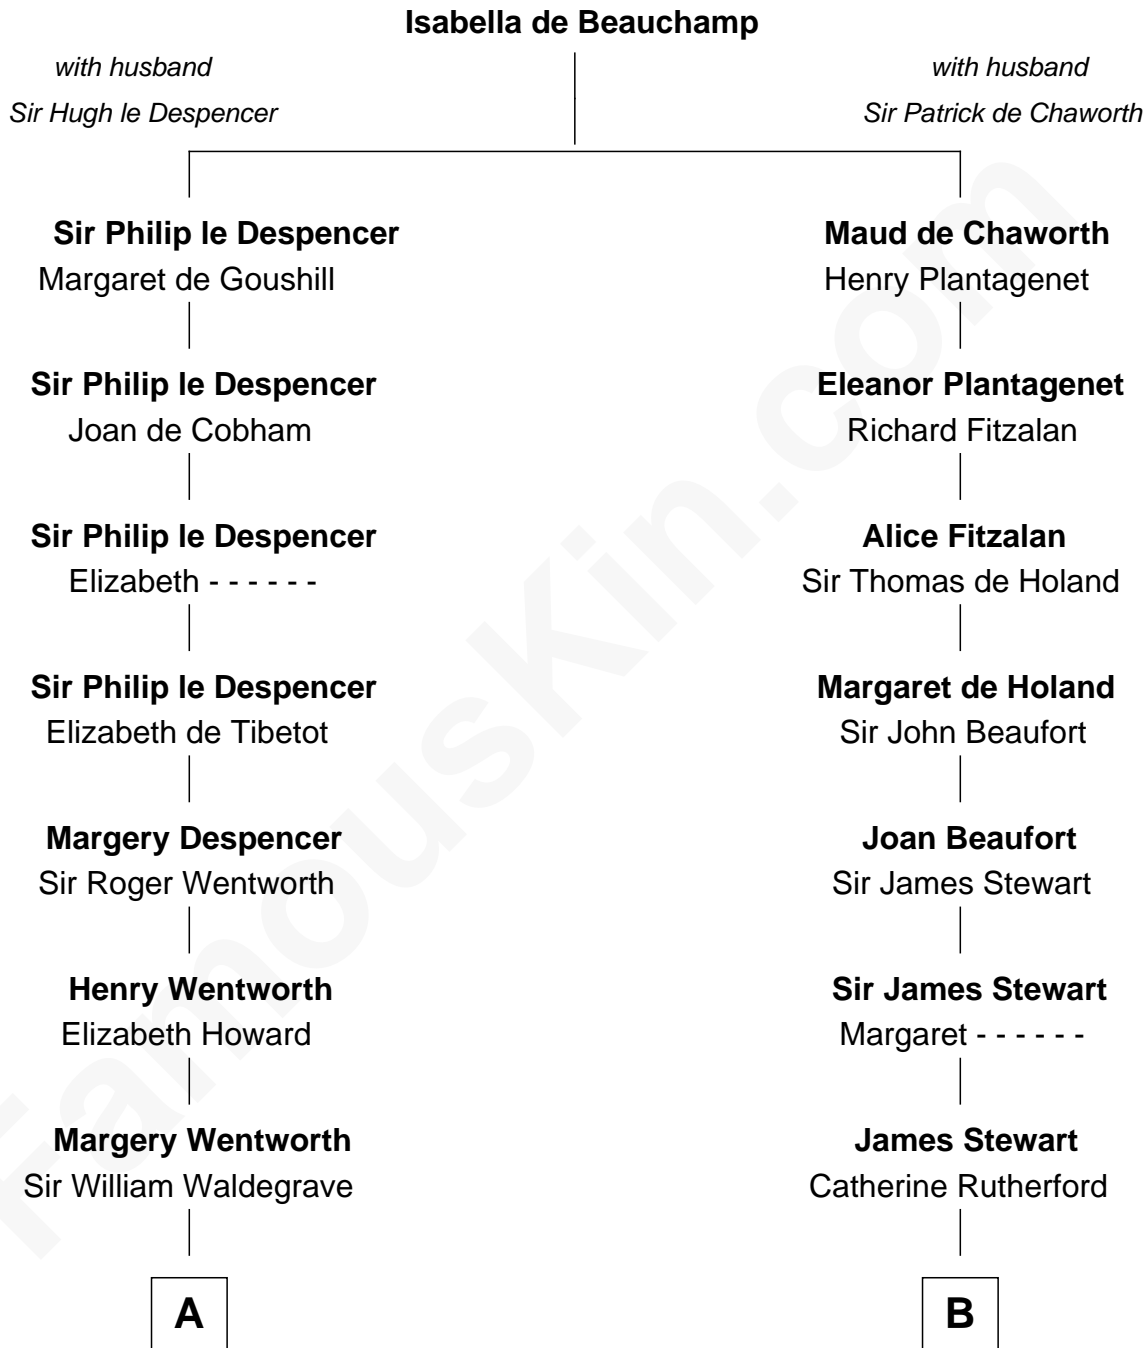 Isabella de Beauchamp
with husband
Sir Hugh le Despencer
with husband
Sir Patrick de Chaworth
Sir Philip le Despencer
Margaret de Goushill
Maud de Chaworth
Henry Plantagenet
Sir Philip le Despencer
Joan de Cobham
Eleanor Plantagenet
Richard Fitzalan
Sir Philip le Despencer
Elizabeth - - - - - -
Alice Fitzalan
Sir Thomas de Holand
Sir Philip le Despencer
Elizabeth de Tibetot
Margaret de Holand
Sir John Beaufort
Margery Despencer
Sir Roger Wentworth
Joan Beaufort
Sir James Stewart
Henry Wentworth
Elizabeth Howard
Sir James Stewart
Margaret - - - - - -
Margery Wentworth
Sir William Waldegrave
James Stewart
Catherine Rutherford
A
B
FamousKin.com